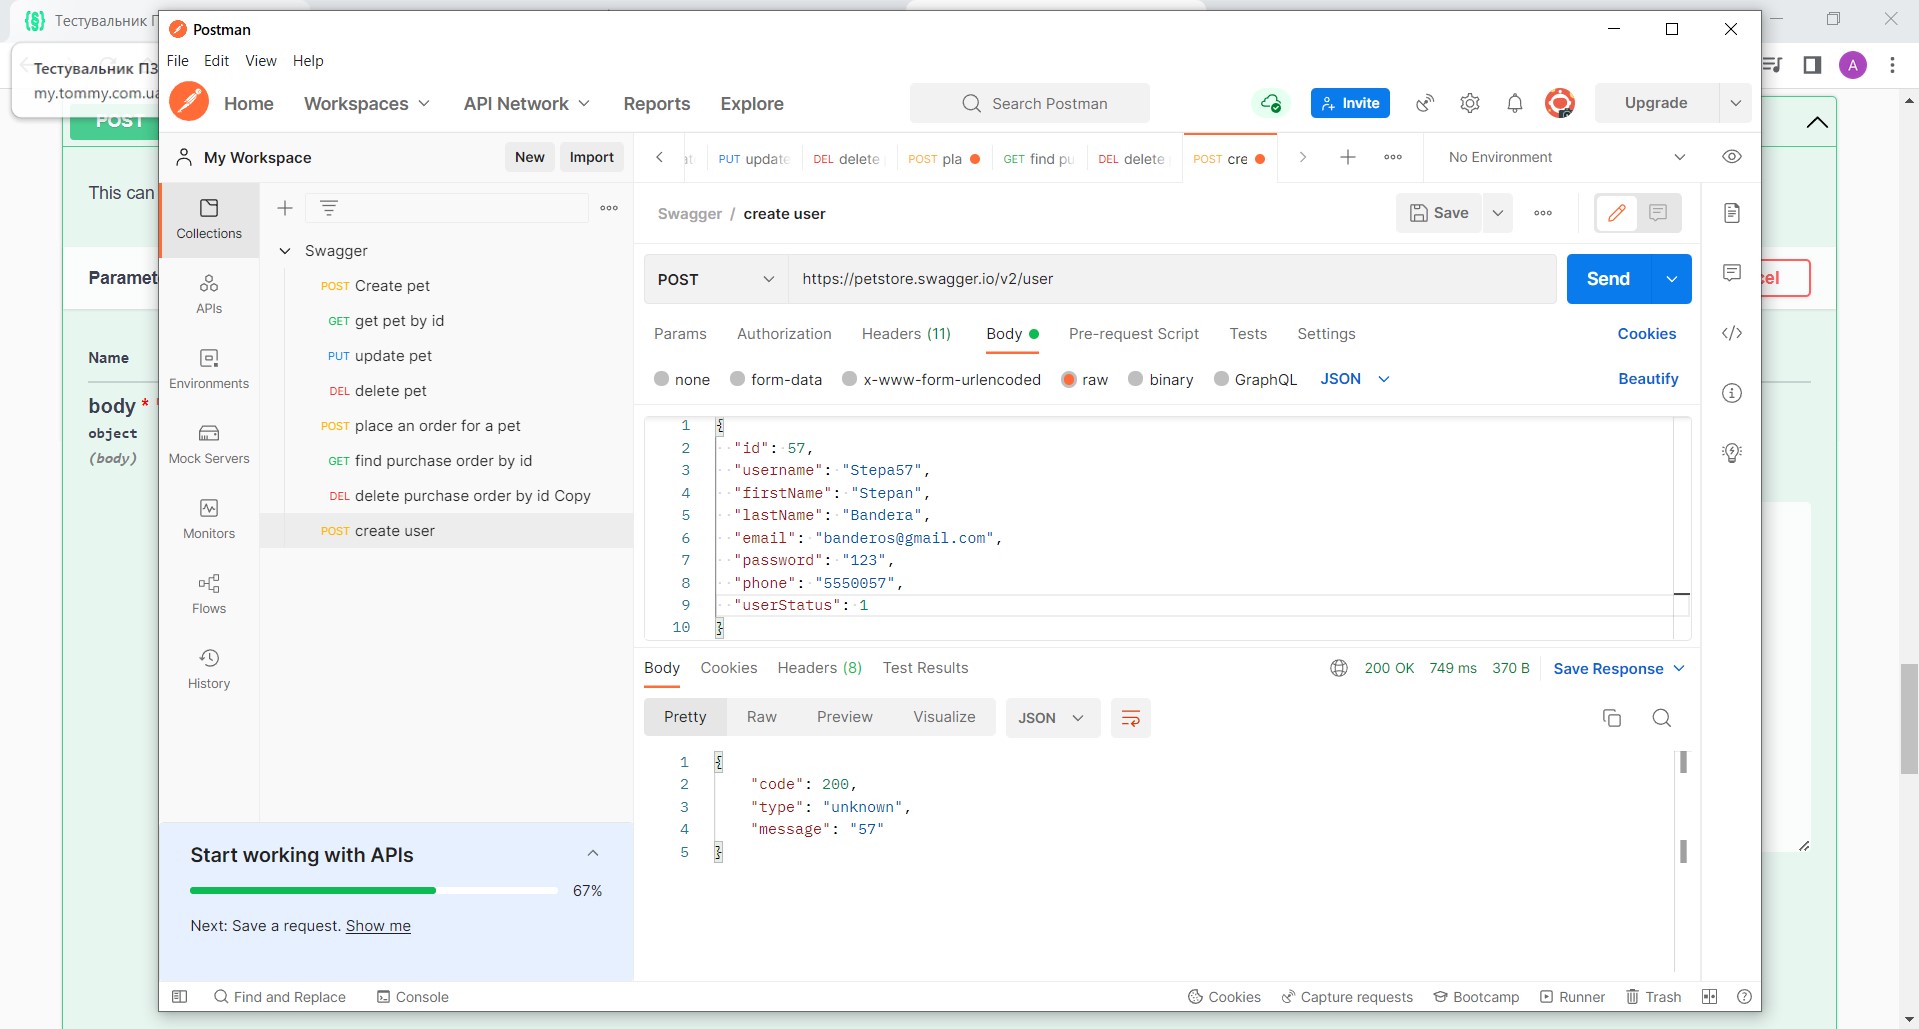 Тестувальник П
Postman
File Edit View Help
Тестувальник ПЗ
my.tommy.com.ua
Home Workspaces API Network Reports Explore
Search Postman
Invite
A
Upgrade
POST
My Workspace
New Import
PUT update
DEL delete
POST pla
GET find pu
DEL delete
POST cre
No Environment
This can
Collections
Swagger / create user
Save
Swagger
Paramet
cel
POST Create pet
POST https://petstore.swagger.io/v2/user Send
APIs
GET get pet by id
Params Authorization Headers (11) Body Pre-request Script Tests Settings Cookies
Name
PUT update pet
Environments
none form-data x-www-form-urlencoded raw binary GraphQL JSON Beautify
DEL delete pet
body *
object
(body)
POST place an order for a pet
Mock Servers
GET find purchase order by id
DEL delete purchase order by id Copy
Monitors
POST create user
Flows
History
1 {
2 "id": 57,
3 "username": "Stepa57",
4 "firstName": "Stepan",
5 "lastName": "Bandera",
6 "email": "banderos@gmail.com",
7 "password": "123",
8 "phone": "5550057",
9 "userStatus": 1
10 }
Body Cookies Headers (8) Test Results 200 OK 749 ms 370 B Save Response
Pretty Raw Preview Visualize JSON
1 {
2 "code": 200,
3 "type": "unknown",
4 "message": "57"
5 }
Start working with APIs
67%
Next: Save a request. Show me
Find and Replace Console Cookies Capture requests Bootcamp Runner Trash